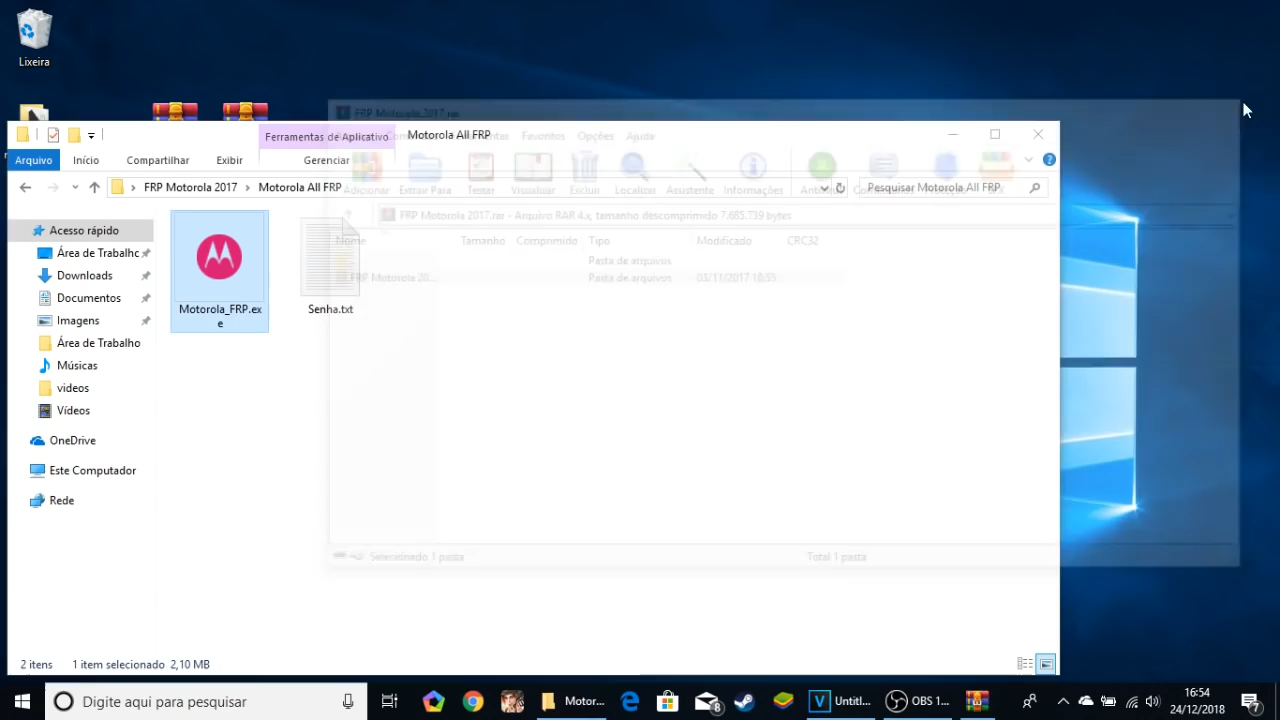 Lixeira
FRP Motorola 2017.rar
Ferramentas de Aplicativo
Motorola All FRP
Favoritos
Opções
Ajuda
Arquivo
Início
Compartilhar
Exibir
Gerenciar
Adicionar
Extrair Para
Testar
Visualizar
Excluir
Localizar
Assistente
Informações
FRP Motorola 2017
Motorola All FRP
Pesquisar Motorola All FRP
FRP Motorola 2017.rar - Arquivo RAR 4.x, tamanho descomprimido 7.685.739 bytes
Nome
Tamanho
Comprimido
Tipo
Modificado
CRC32
Pasta de arquivos
FRP Motorola 20...
Pasta de arquivos
03/11/2017 18:55
Acesso rápido
Área de Trabalhc
Downloads
Documentos
Imagens
Área de Trabalho
Músicas
videos
Vídeos
OneDrive
Este Computador
Rede
Motorola_FRP.ex
e
Senha.txt
Selecionado 1 pasta
Total 1 pasta
2 itens
1 item selecionado 2,10 MB
Digite aqui para pesquisar
Motor...
8
Untitl...
OBS 1...
16:54
24/12/2018
7